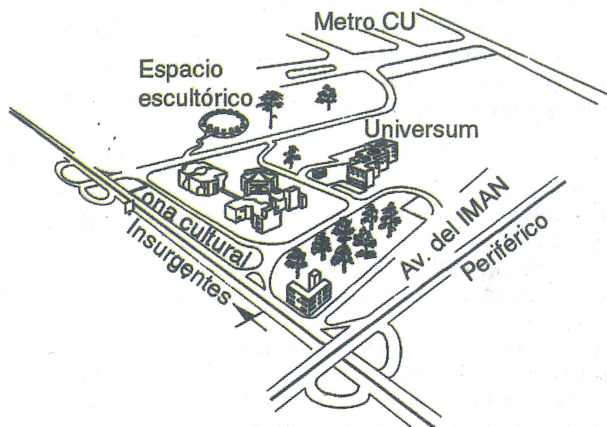 Metro CU
Espacio
escultórico
Universum
Zona cultural
Insurgentes
Av. del IMAN
Periférico